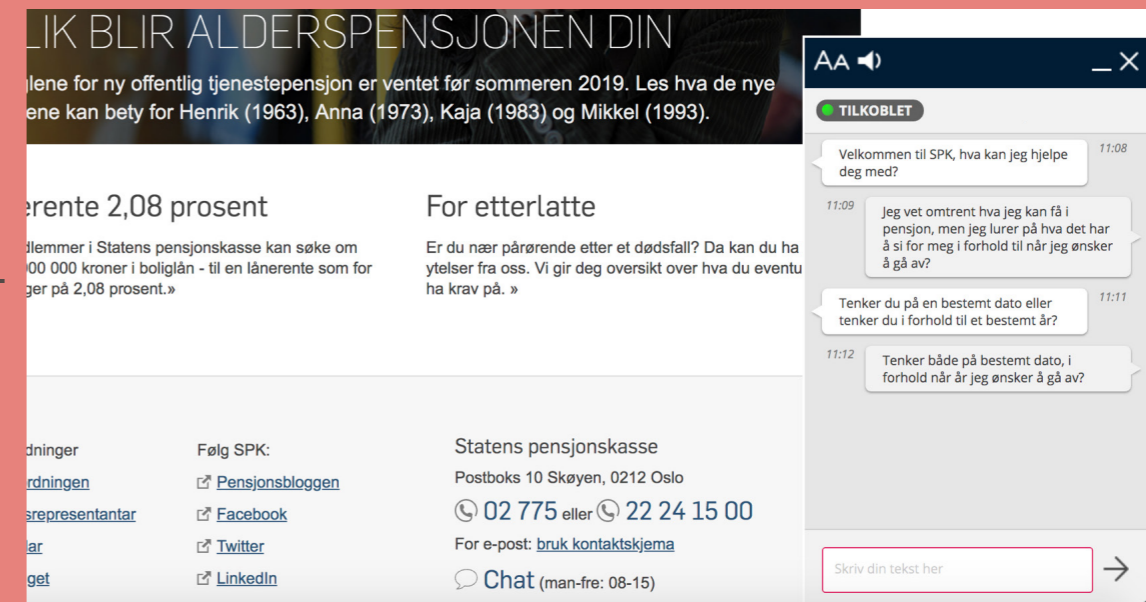 LIK BLIR ALDERSPENSJONEN DIN
glene for ny offentlig tjenestepensjon er ventet før sommeren 2019. Les hva de nye
ene kan bety for Henrik (1963), Anna (1973), Kaja (1983) og Mikkel (1993).
erente 2,08 prosent
dlemmer i Statens pensjonskasse kan søke om
000 000 kroner i boliglån - til en lånerente som for
ger på 2,08 prosent.»
For etterlatte
Er du nær pårørende etter et dødsfall? Da kan du ha
ytelser fra oss. Vi gir deg oversikt over hva du eventu
ha krav på. »
dninger
rdningen
srepresentantar
lar
get
Følg SPK:
Pensjonsbloggen
Facebook
Twitter
LinkedIn
Statens pensjonskasse
Postboks 10 Skøyen, 0212 Oslo
02 775 eller 22 24 15 00
For e-post: bruk kontaktskjema
Chat (man-fre: 08-15)
AA
TILKOBLET
Velkommen til SPK, hva kan jeg hjelpe
deg med?
11:08
11:09
Jeg vet omtrent hva jeg kan få i
pensjon, men jeg lurer på hva det har
å si for meg i forhold til når jeg ønsker
å gå av?
Tenker du på en bestemt dato eller
tenker du i forhold til et bestemt år?
11:11
11:12
Tenker både på bestemt dato, i
forhold når år jeg ønsker å gå av?
Skriv din tekst her